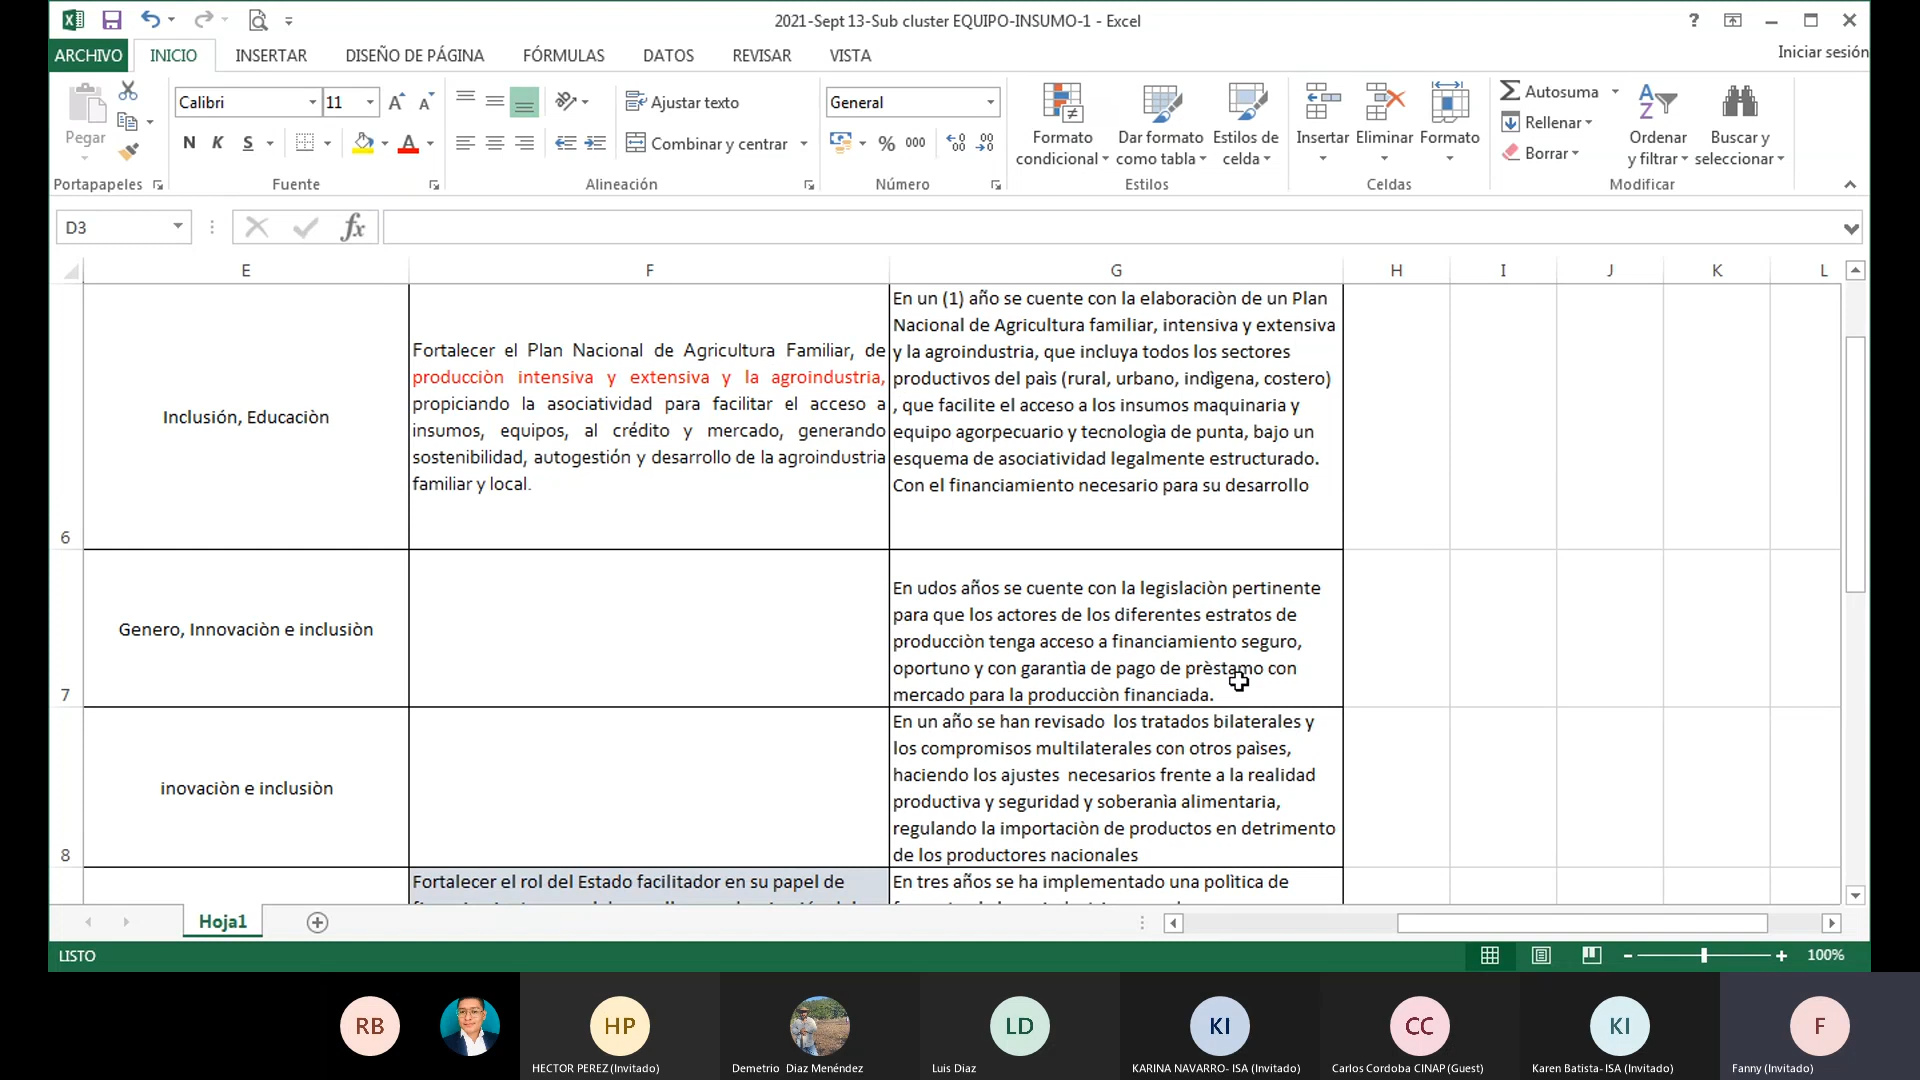 2021-Sept 13-Sub cluster EQUIPO-INSUMO-1 - Excel
?
ARCHIVO
INICIO
INSERTAR
DISEÑO DE PÁGINA
FÓRMULAS
DATOS
REVISAR
VISTA
Iniciar sesión
Pegar
Portapapeles
Calibri
11
A
A
N
K
S
A
Fuente
Ajustar texto
Combinar y centrar
Alineación
General
% 000
Número
Formato
condicional
Dar formato
como tabla
Estilos de
celda
Estilos
Insertar
Eliminar
Formato
Celdas
Autosuma
Rellenar
Borrar
Ordenar
y filtrar
Buscar y
seleccionar
Modificar
D3
fx
E
F
G
H
I
J
K
L
6
Inclusión, Educaciòn
Fortalecer el Plan Nacional de Agricultura Familiar, de
producciòn intensiva y extensiva y la agroindustria,
propiciando la asociatividad para facilitar el acceso a
insumos, equipos, al crédito y mercado, generando
sostenibilidad, autogestión y desarrollo de la agroindustria
familiar y local.
En un (1) año se cuente con la elaboraciòn de un Plan
Nacional de Agricultura familiar, intensiva y extensiva
y la agroindustria, que incluya todos los sectores
productivos del paìs (rural, urbano, indìgena, costero)
, que facilite el acceso a los insumos maquinaria y
equipo agorpecuario y tecnologìa de punta, bajo un
esquema de asociatividad legalmente estructurado.
Con el financiamiento necesario para su desarrollo
7
Genero, Innovaciòn e inclusiòn
En udos años se cuente con la legislaciòn pertinente
para que los actores de los diferentes estratos de
producciòn tenga acceso a financiamiento seguro,
oportuno y con garantìa de pago de prèstamo con
mercado para la producciòn financiada.
8
inovaciòn e inclusiòn
En un año se han revisado  los tratados bilaterales y
los compromisos multilaterales con otros paìses,
haciendo los ajustes  necesarios frente a la realidad
productiva y seguridad y soberanìa alimentaria,
regulando la importaciòn de productos en detrimento
de los productores nacionales
Fortalecer el rol del Estado facilitador en su papel de
En tres años se ha implementado una polìtica de
Hoja1
LISTO
100%
RB
HP
LD
KI
CC
KI
F
HECTOR PEREZ (Invitado)
Demetrio Diaz Menéndez
Luis Diaz
KARINA NAVARRO- ISA (Invitado)
Carlos Cordoba CINAP (Guest)
Karen Batista- ISA (Invitado)
Fanny (Invitado)